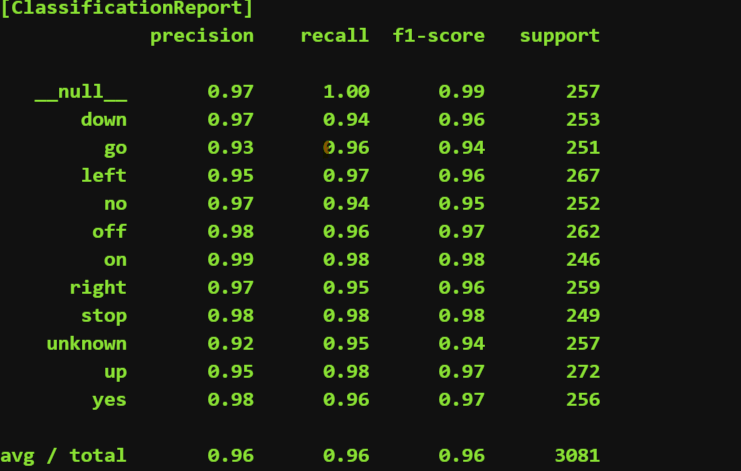 [ClassificationReport]
precision recall f1-score support
__null__ 0.97 1.00 0.99 257
down 0.97 0.94 0.96 253
go 0.93 0.96 0.94 251
left 0.95 0.97 0.96 267
no 0.97 0.94 0.95 252
off 0.98 0.96 0.97 262
on 0.99 0.98 0.98 246
right 0.97 0.95 0.96 259
stop 0.98 0.98 0.98 249
unknown 0.92 0.95 0.94 257
up 0.95 0.98 0.97 272
yes 0.98 0.96 0.97 256
avg / total 0.96 0.96 0.96 3081